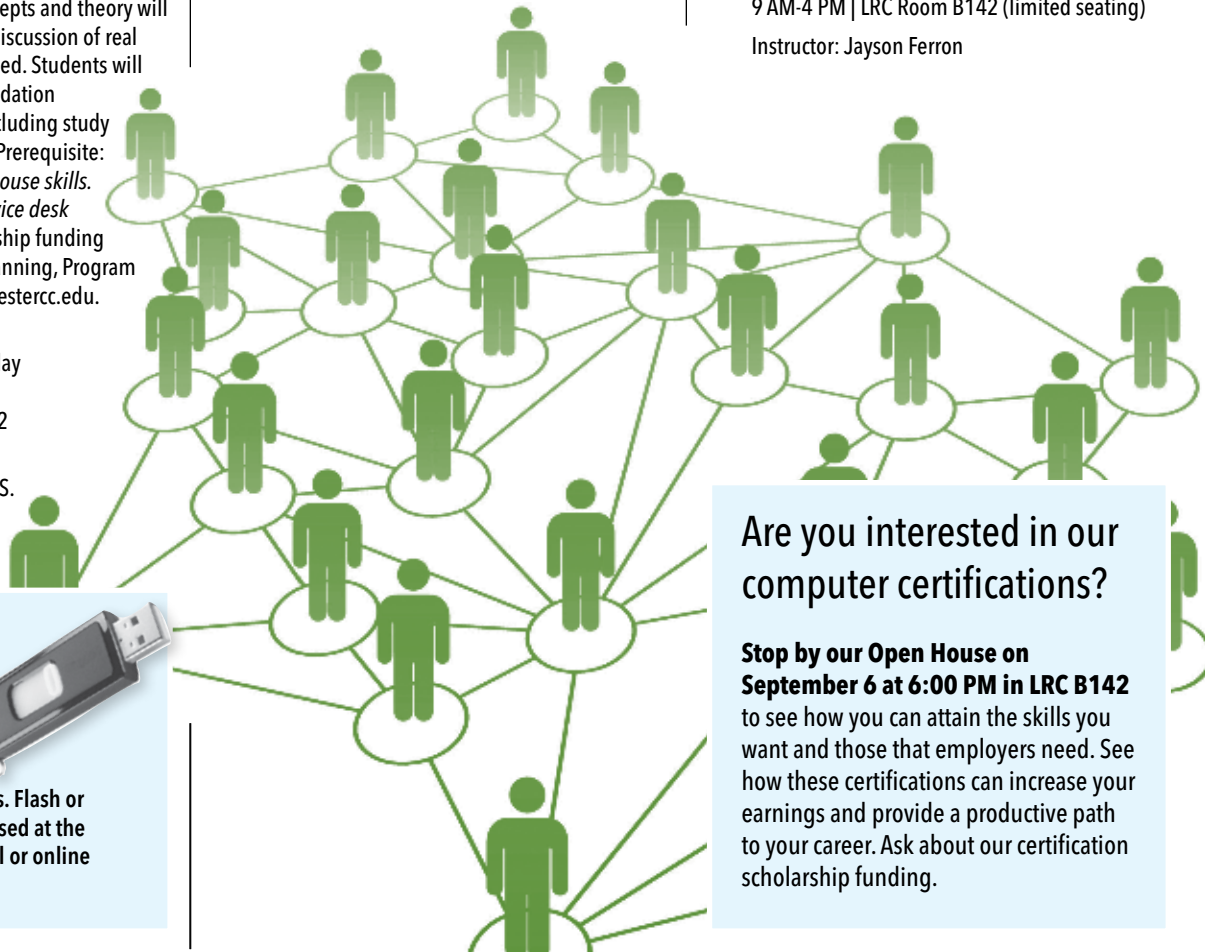 epts and theory will
iscussion of real
ed. Students will
dation
cluding study
Prerequisite:
ouse skills.
vice desk
ship funding
nning, Program
estercc.edu.
ay
2
S.
s. Flash or
sed at the
l or online
9 AM-4 PM | LRC Room B142 (limited seating)
Instructor: Jayson Ferron
Are you interested in our
computer certifications?
Stop by our Open House on
September 6 at 6:00 PM in LRC B142
to see how you can attain the skills you
want and those that employers need. See
how these certifications can increase your
earnings and provide a productive path
to your career. Ask about our certification
scholarship funding.